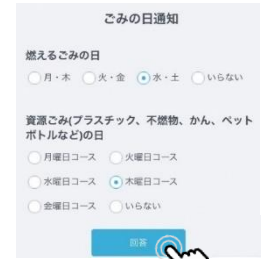 ごみの日通知
燃えるごみの日
月・木 火・金 水・土 いらない
資源ごみ(プラスチック、不燃物、かん、ペット
ボトルなど)の日
月曜日コース 火曜日コース
水曜日コース 木曜日コース
金曜日コース いらない
回答